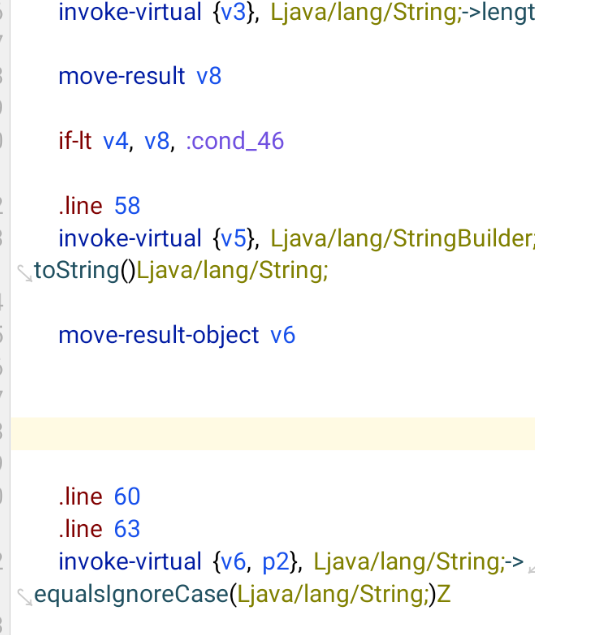 invoke-virtual {v3}, Ljava/lang/String;->lengt
move-result v8
if-lt v4, v8, :cond_46
.line 58
invoke-virtual {v5}, Ljava/lang/StringBuilder;
toString()Ljava/lang/String;
move-result-object v6
.line 60
.line 63
invoke-virtual {v6, p2}, Ljava/lang/String;->
equalsIgnoreCase(Ljava/lang/String;)Z